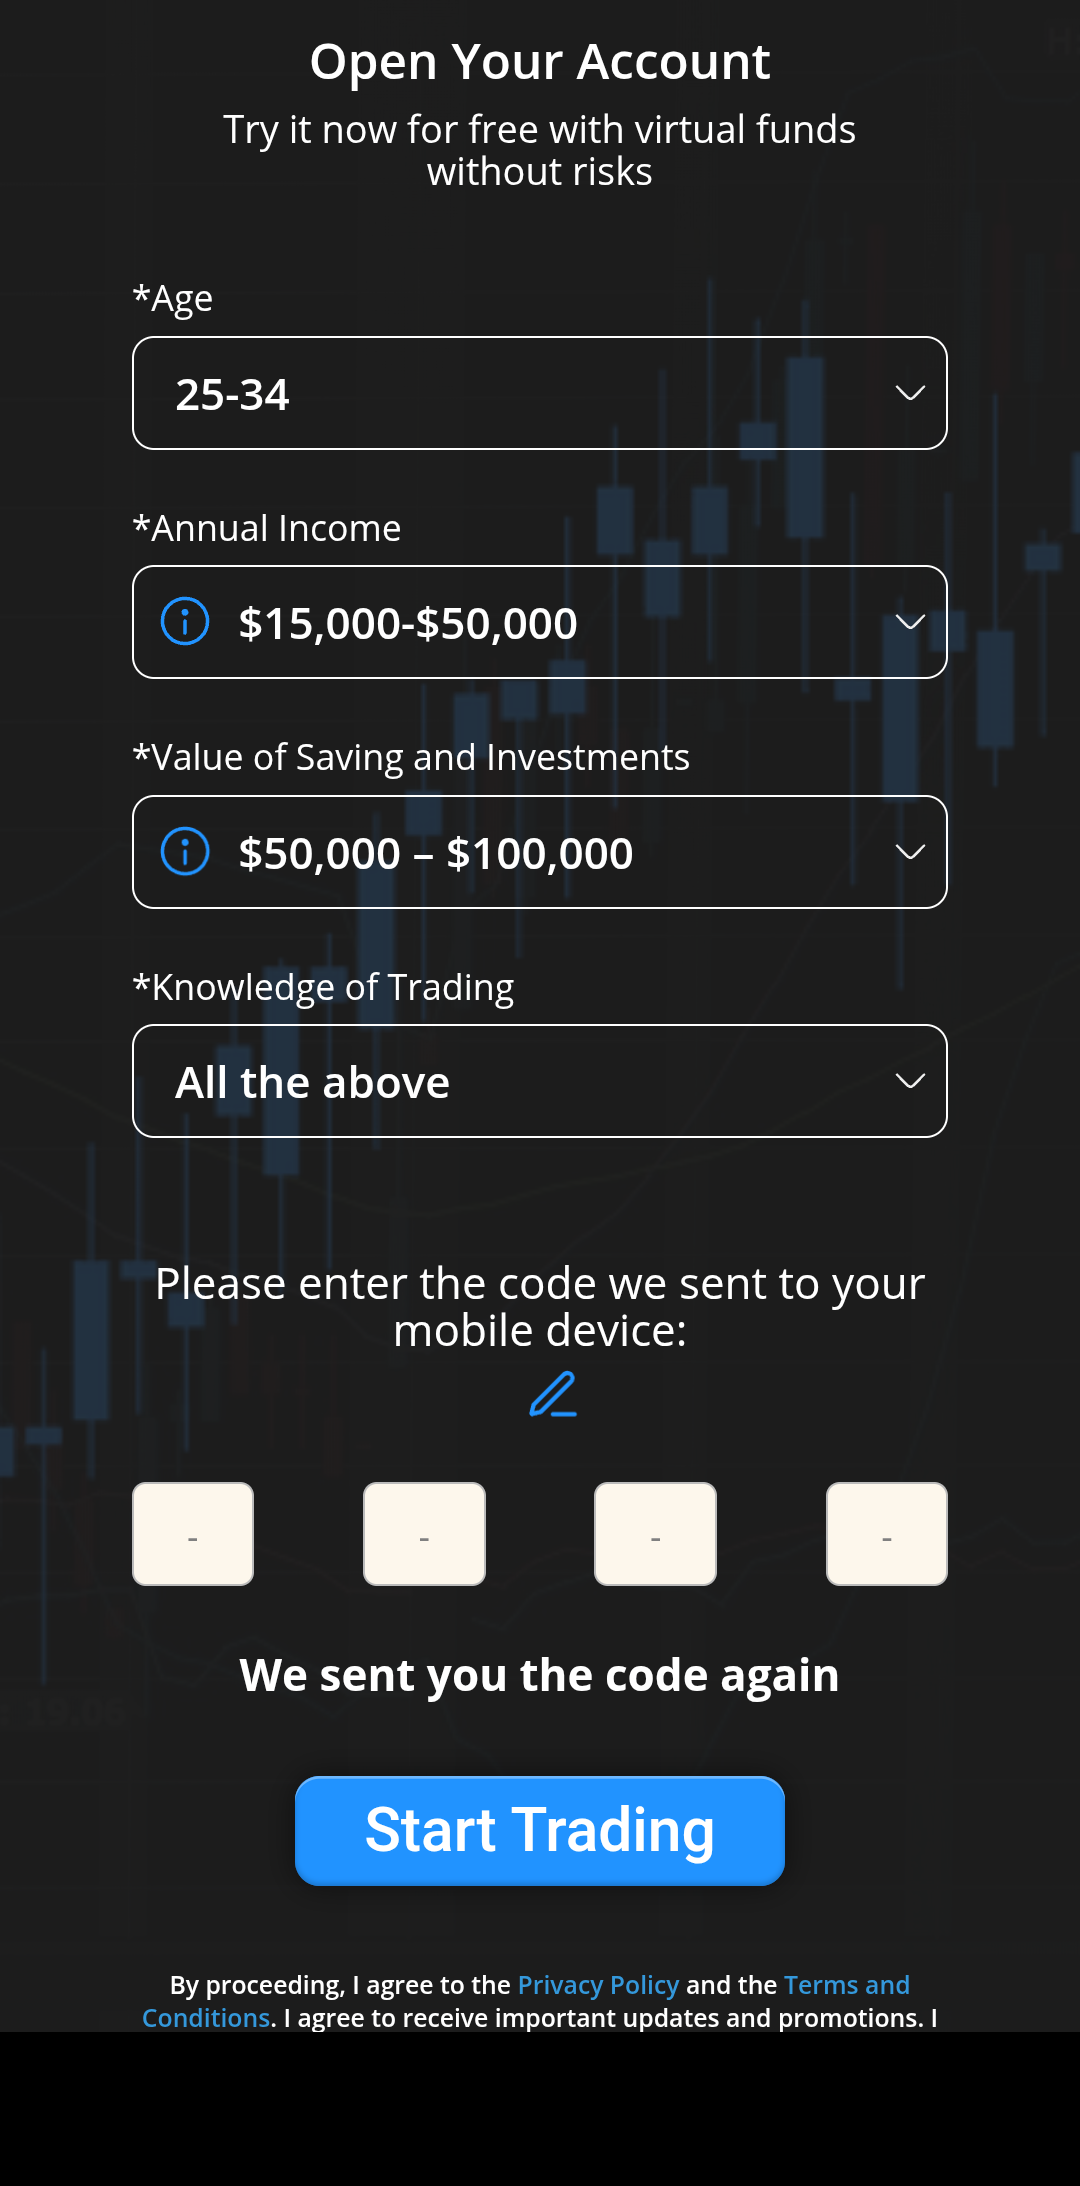 Open Your Account
Try it now for free with virtual funds
without risks
*Age
25-34
*Annual Income
$15,000-$50,000
*Value of Saving and Investments
$50,000 – $100,000
*Knowledge of Trading
All the above
Please enter the code we sent to your
mobile device:
- - - -
We sent you the code again
Start Trading
By proceeding, I agree to the Privacy Policy and the Terms and
Conditions. I agree to receive important updates and promotions. I